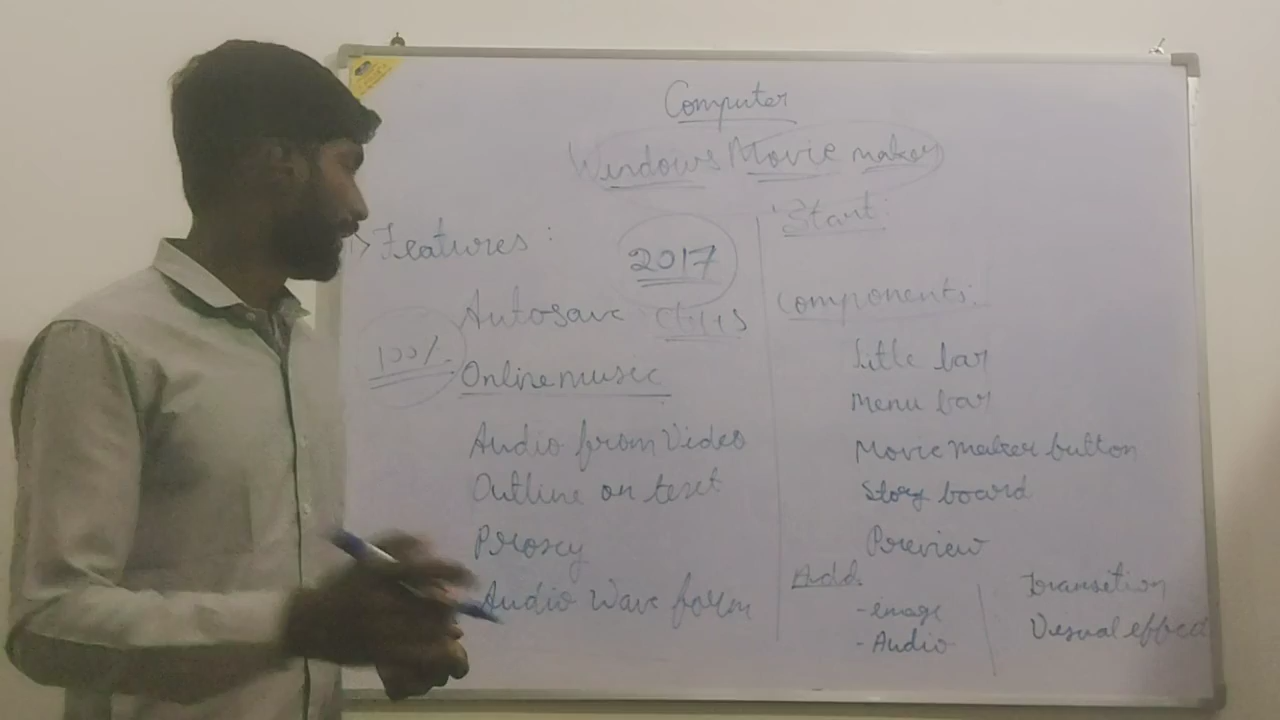 Computer
Windows Movie maker
> Features :
2017
Autosave Ctrl+S
100%
Online music
Audio from Video
Outline on text
Proxy
Audio Wave form
Start:
Components:
Title bar
Menu bar
Movie maker button
Story board
Preview
Add.
- image
- Audio
Transition
Visual effect